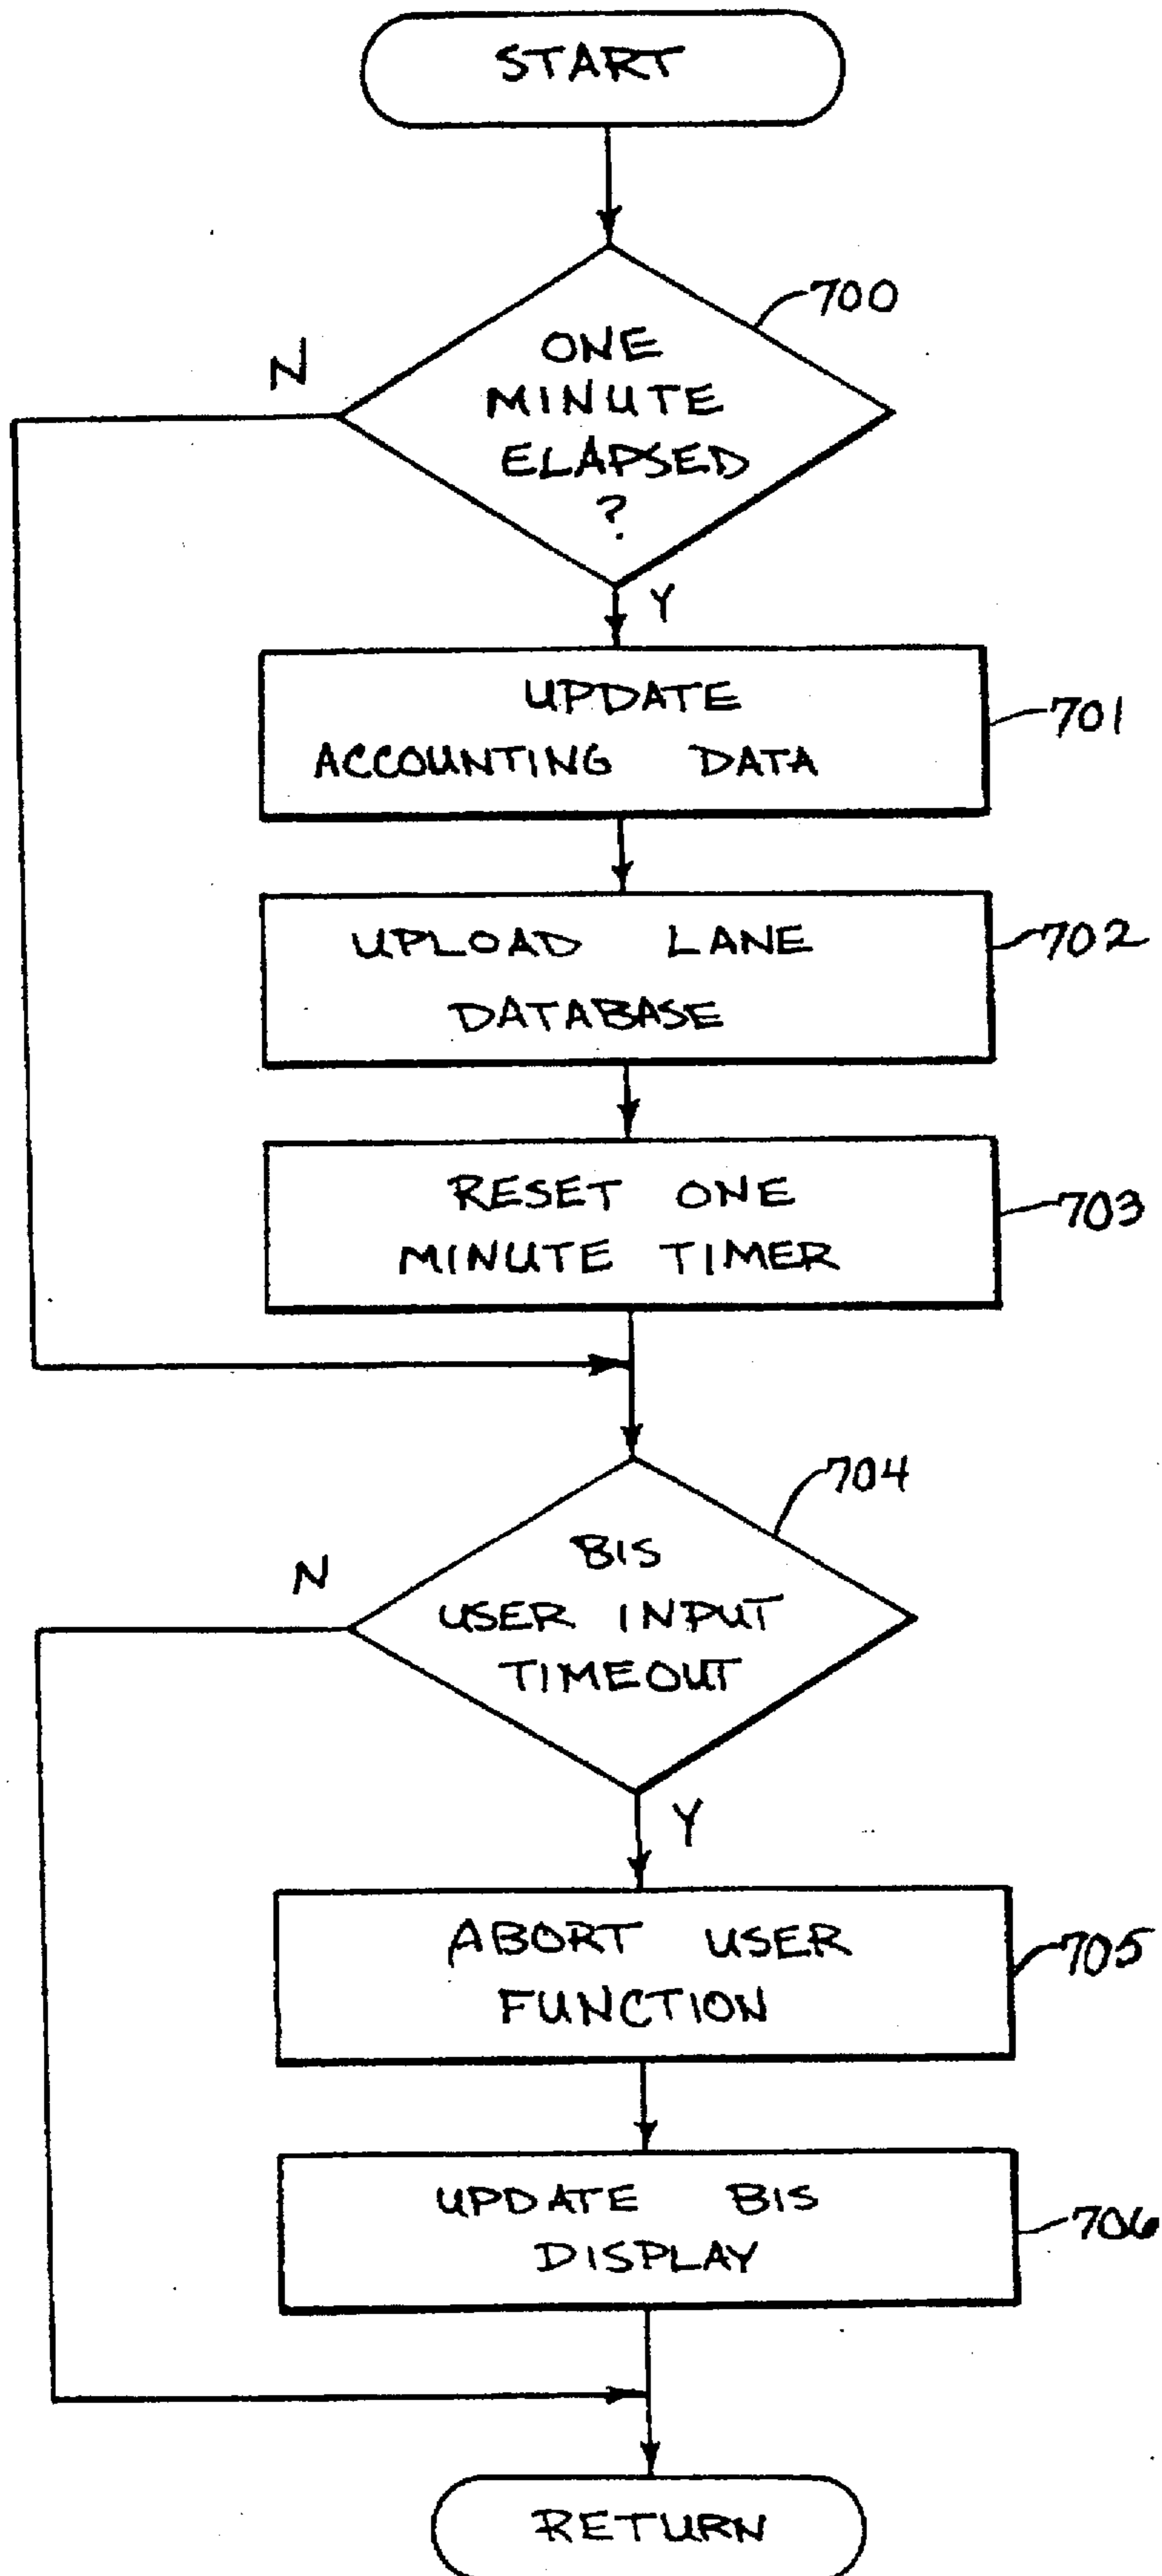 START
700
ONE
N
MINUTE
ELAPSED
?
Y
UPDATE
701
ACCOUNTING DATA
UPLOAD LANE
702
DATABASE
RESET ONE
703
MINUTE TIMER
704
BIS
N
USER INPUT
TIMEOUT
Y
ABORT USER
705
FUNCTION
UPDATE BIS
706
DISPLAY
RETURN